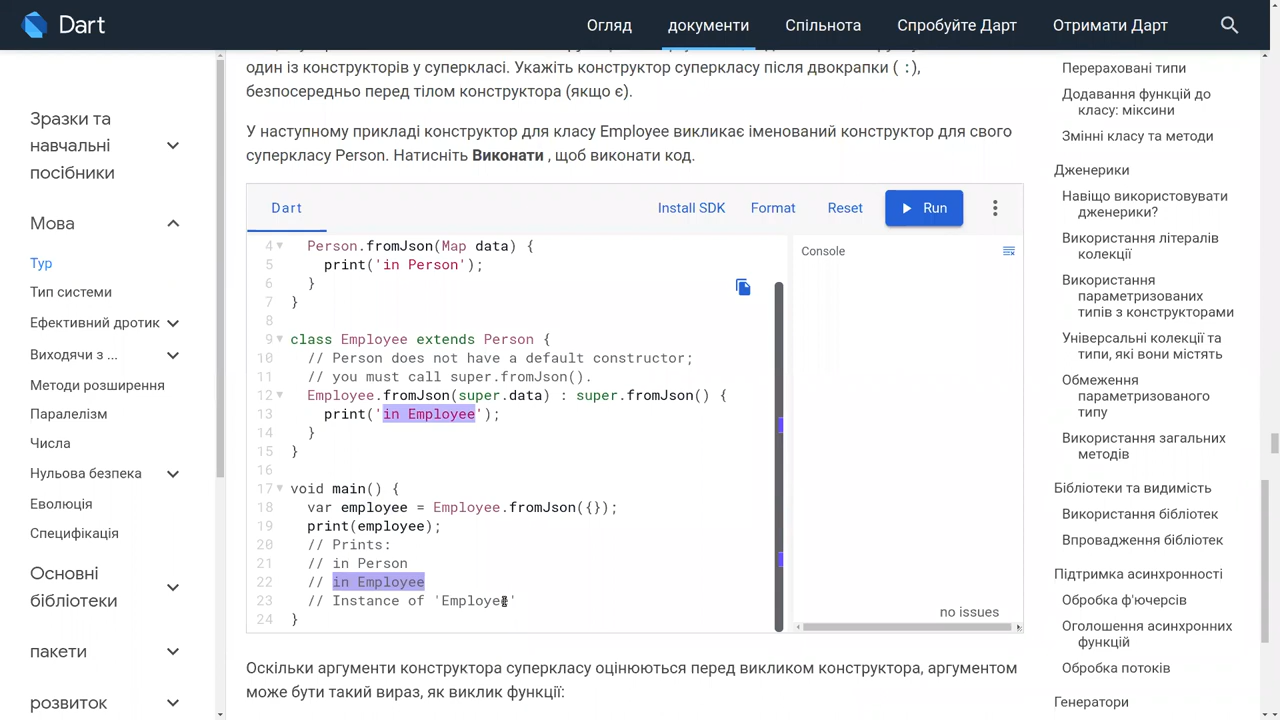 Dart
Огляд
документи
Спільнота
Спробуйте Дарт
Отримати Дарт
Зразки та
навчальні
посібники
Мова
Тур
Тип системи
Ефективний дротик
Виходячи з ...
Методи розширення
Паралелізм
Числа
Нульова безпека
Еволюція
Специфікація
Основні
бібліотеки
пакети
розвиток
один із конструкторів у суперкласі. Укажіть конструктор суперкласу після двокрапки ( :),
безпосередньо перед тілом конструктора (якщо є).
У наступному прикладі конструктор для класу Employee викликає іменований конструктор для свого
суперкласу Person. Натисніть Виконати , щоб виконати код.
Dart
Install SDK
Format
Reset
Run
4 Person.fromJson(Map data) {
5 print('in Person');
6 }
7 }
8
9 class Employee extends Person {
10 // Person does not have a default constructor;
11 // you must call super.fromJson().
12 Employee.fromJson(super.data) : super.fromJson() {
13 print('in Employee');
14 }
15 }
16
17 void main() {
18 var employee = Employee.fromJson({});
19 print(employee);
20 // Prints:
21 // in Person
22 // in Employee
23 // Instance of 'Employee'
24 }
Console
no issues
Оскільки аргументи конструктора суперкласу оцінюються перед викликом конструктора, аргументом
може бути такий вираз, як виклик функції:
Перераховані типи
Додавання функцій до
класу: міксини
Змінні класу та методи
Дженерики
Навіщо використовувати
дженерики?
Використання літералів
колекції
Використання
параметризованих
типів з конструкторами
Універсальні колекції та
типи, які вони містять
Обмеження
параметризованого
типу
Використання загальних
методів
Бібліотеки та видимість
Використання бібліотек
Впровадження бібліотек
Підтримка асинхронності
Обробка ф'ючерсів
Оголошення асинхронних
функцій
Обробка потоків
Генератори